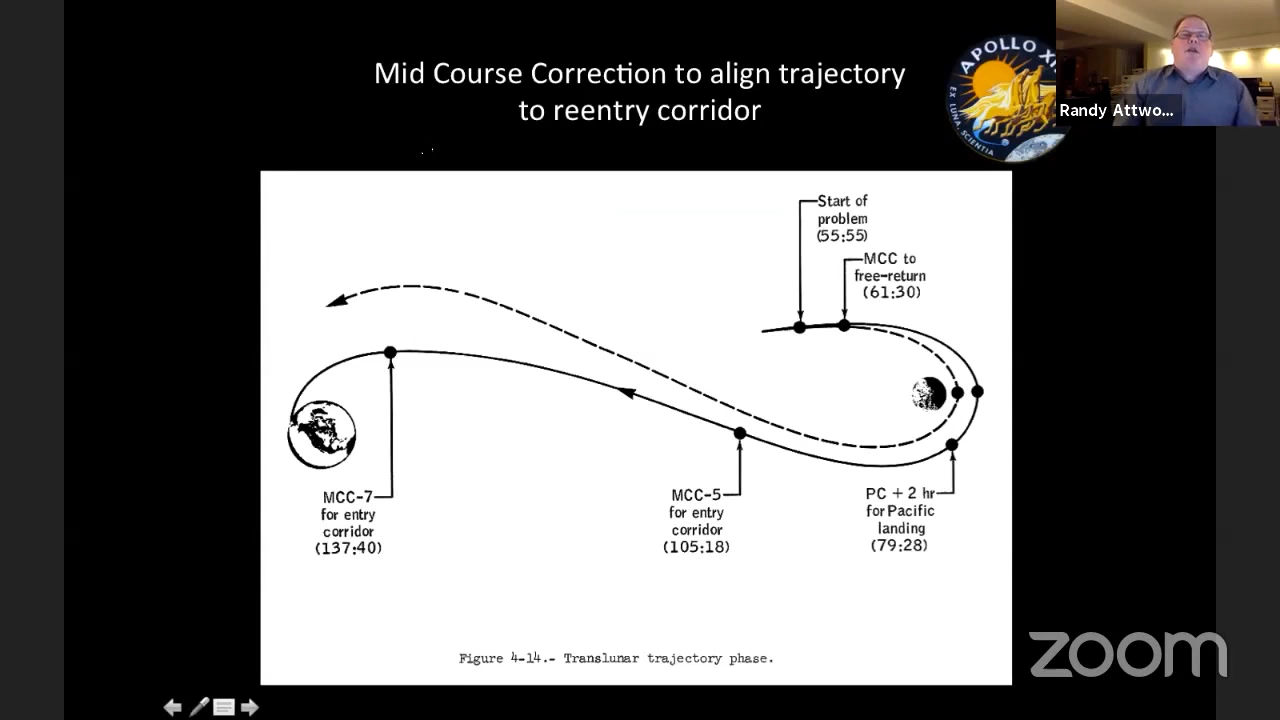 Mid Course Correction to align trajectory
to reentry corridor
APOLLO XI
EX LUNA, SCIENTIA
Randy Attwo...
Start of
problem
(55:55)
MCC to
free-return
(61:30)
MCC-7
for entry
corridor
(137:40)
MCC-5
for entry
corridor
(105:18)
PC + 2 hr
for Pacific
landing
(79:28)
Figure 4-14.- Translunar trajectory phase.
zoom